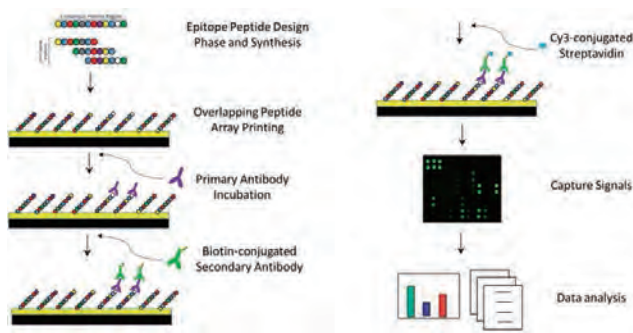 Epitope Peptide Design
Phase and Synthesis
Overlapping Peptide
Array Printing
Primary Antibody
Incubation
Biotin-conjugated
Secondary Antibody
Cy3-conjugated
Streptavidin
Capture Signals
Data analysis